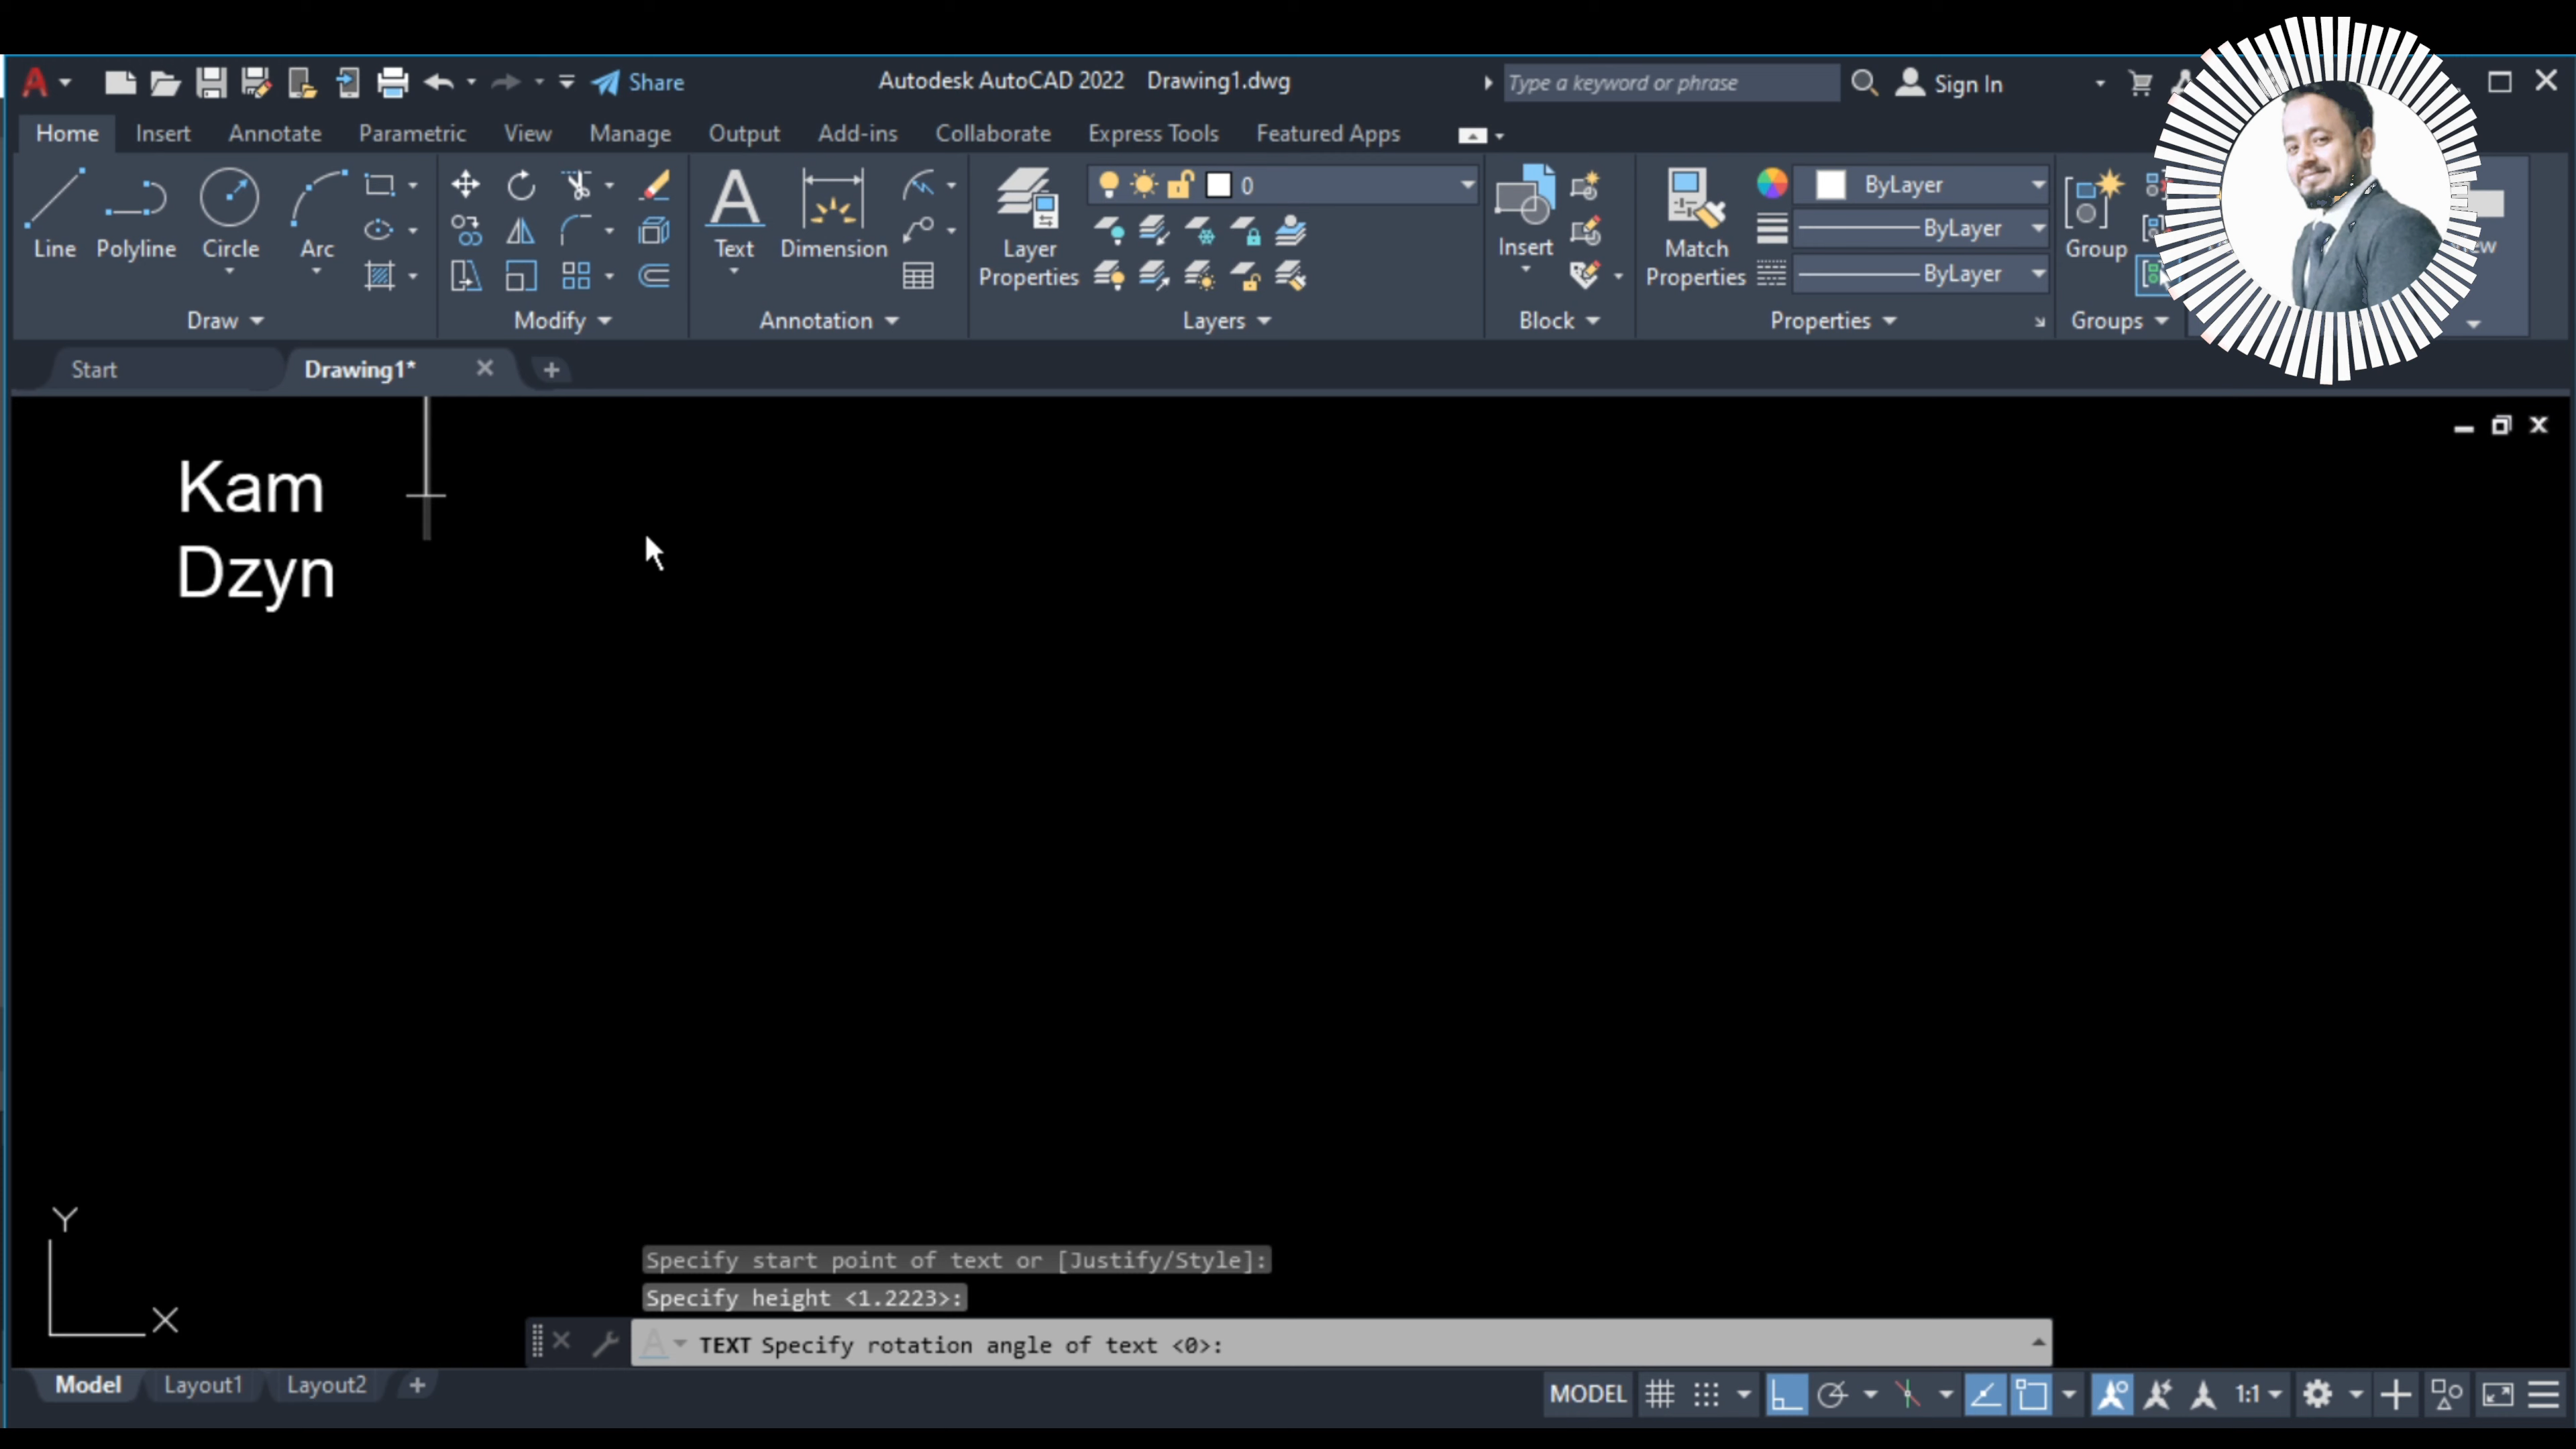 Share
Autodesk AutoCAD 2022 Drawing1.dwg
Type a keyword or phrase
Sign In
Home Insert Annotate Parametric View Manage Output Add-ins Collaborate Express Tools Featured Apps
Line Polyline Circle Arc
Text Dimension
Layer Properties
0
Insert
Match Properties
ByLayer
ByLayer
ByLayer
Group
Draw Modify Annotation Layers Block Properties Groups
Start Drawing1*
Kam
Dzyn
Y
X
Specify start point of text or [Justify/Style]:
Specify height <1.2223>:
TEXT Specify rotation angle of text <0>:
Model Layout1 Layout2
MODEL 1:1